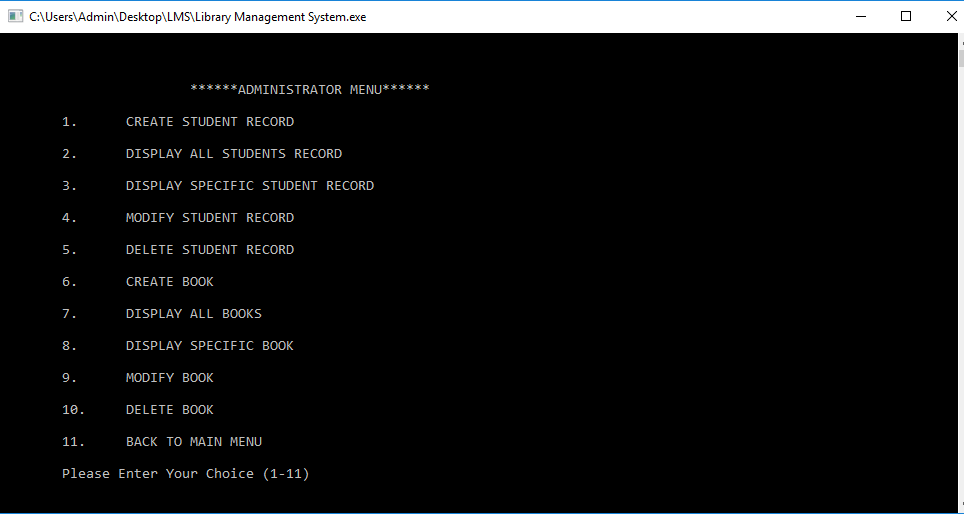 C:\Users\Admin\Desktop\LMS\Library Management System.exe
******ADMINISTRATOR MENU******
1. CREATE STUDENT RECORD
2. DISPLAY ALL STUDENTS RECORD
3. DISPLAY SPECIFIC STUDENT RECORD
4. MODIFY STUDENT RECORD
5. DELETE STUDENT RECORD
6. CREATE BOOK
7. DISPLAY ALL BOOKS
8. DISPLAY SPECIFIC BOOK
9. MODIFY BOOK
10. DELETE BOOK
11. BACK TO MAIN MENU
Please Enter Your Choice (1-11)